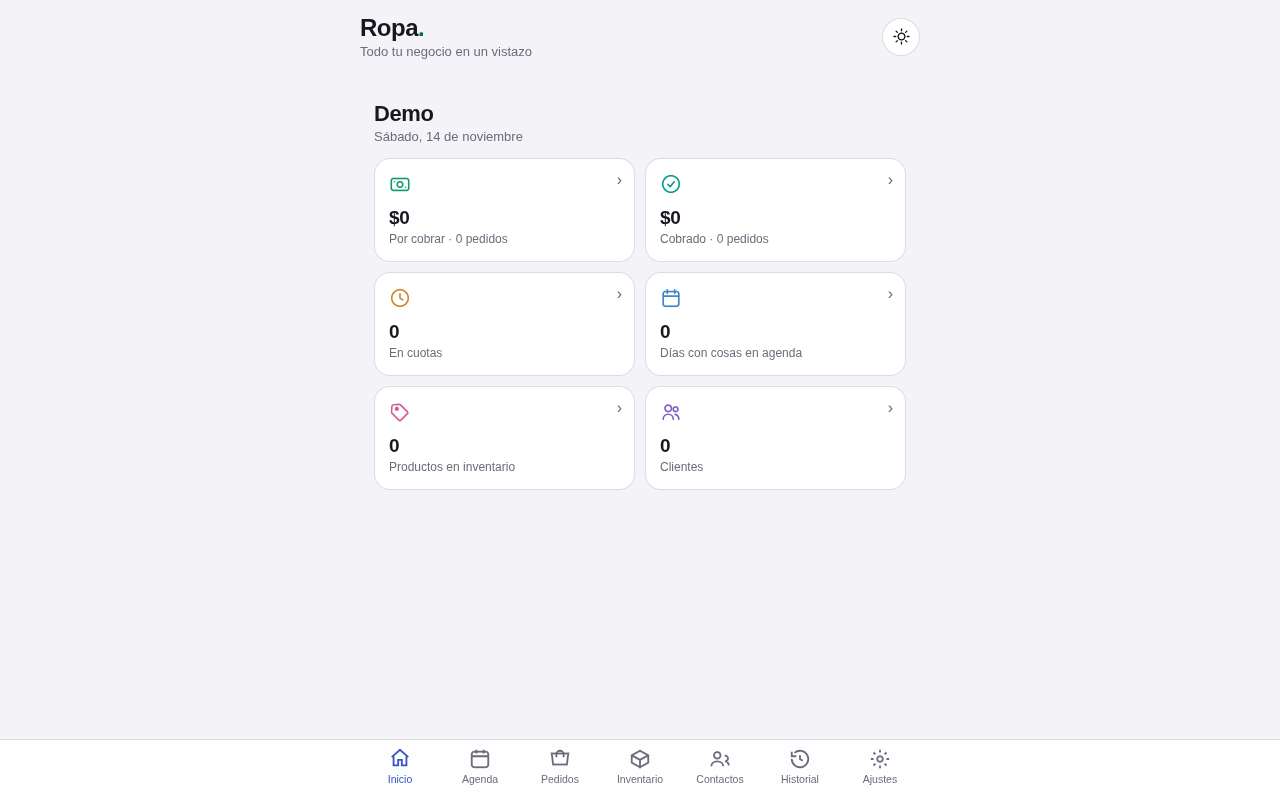 Ropa.
Todo tu negocio en un vistazo
Demo
Sábado, 14 de noviembre
$0
Por cobrar · 0 pedidos
$0
Cobrado · 0 pedidos
0
En cuotas
0
Días con cosas en agenda
0
Productos en inventario
0
Clientes
Inicio
Agenda
Pedidos
Inventario
Contactos
Historial
Ajustes